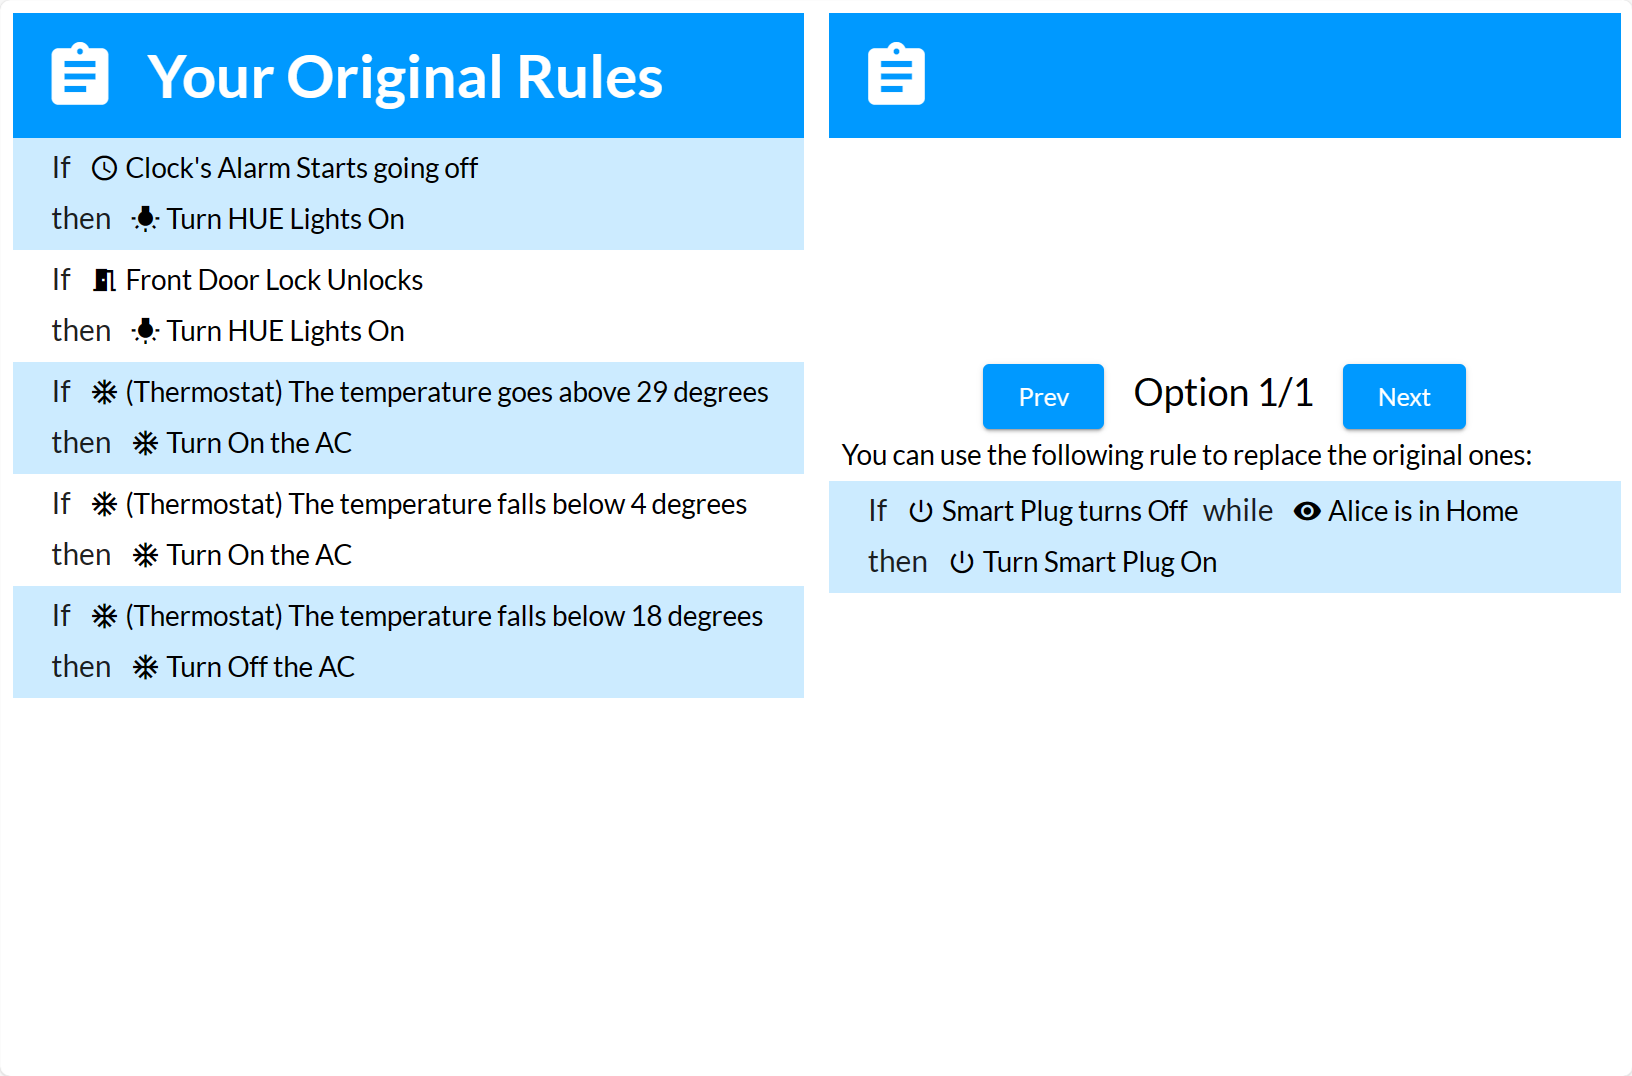 Your Original Rules
If Clock's Alarm Starts going off
then Turn HUE Lights On
If Front Door Lock Unlocks
then Turn HUE Lights On
If (Thermostat) The temperature goes above 29 degrees
then Turn On the AC
If (Thermostat) The temperature falls below 4 degrees
then Turn On the AC
If (Thermostat) The temperature falls below 18 degrees
then Turn Off the AC
Prev Option 1/1 Next
You can use the following rule to replace the original ones:
If Smart Plug turns Off while Alice is in Home
then Turn Smart Plug On